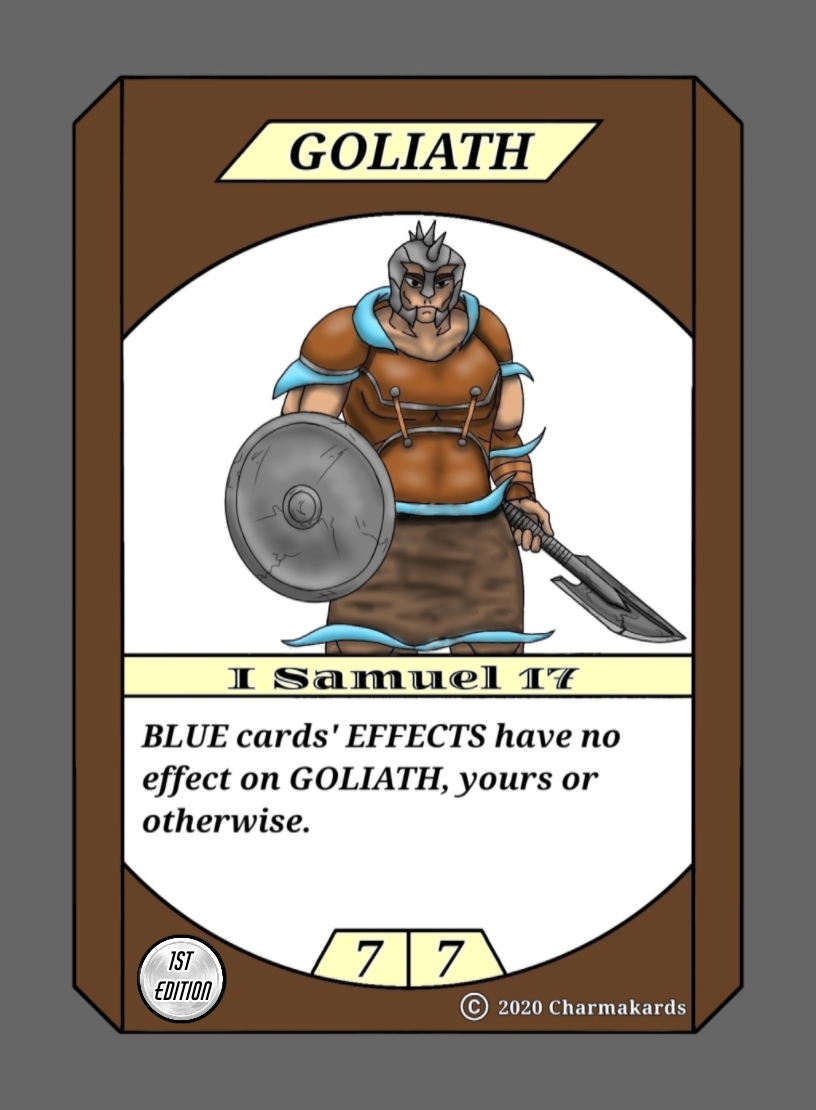 GOLIATH
I Samuel 17
BLUE cards' EFFECTS have no
effect on GOLIATH, yours or
otherwise.
7 7
1ST
EDITION
© 2020 Charmakards